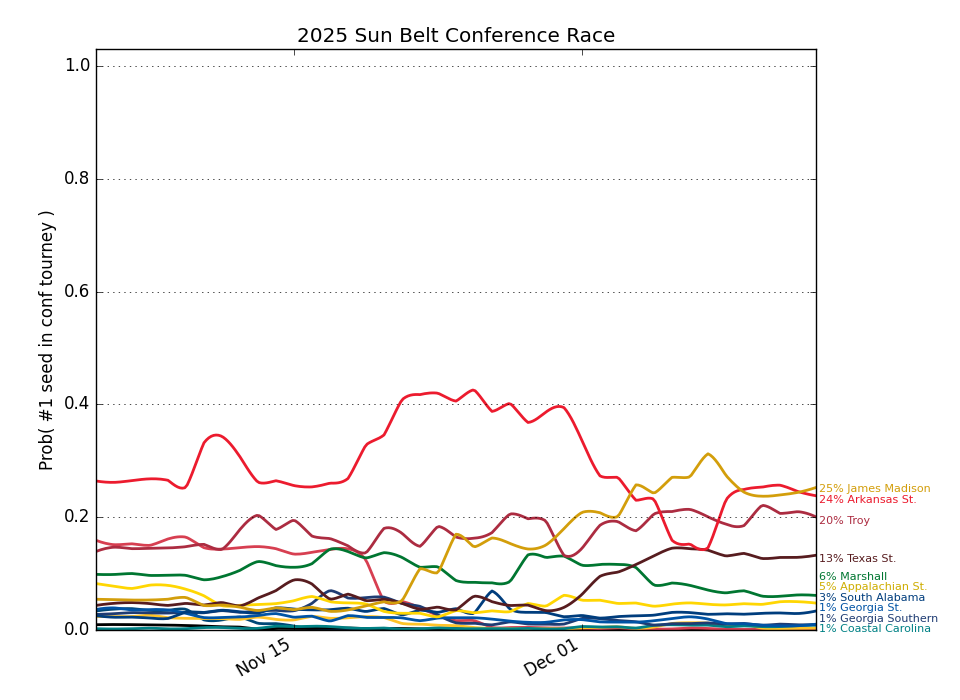 2025 Sun Belt Conference Race
Prob( #1 seed in conf tourney )
1.0
0.8
0.6
0.4
0.2
0.0
Nov 15
Dec 01
25% James Madison
24% Arkansas St.
20% Troy
13% Texas St.
6% Marshall
5% Appalachian St.
3% South Alabama
1% Georgia St.
1% Georgia Southern
1% Coastal Carolina